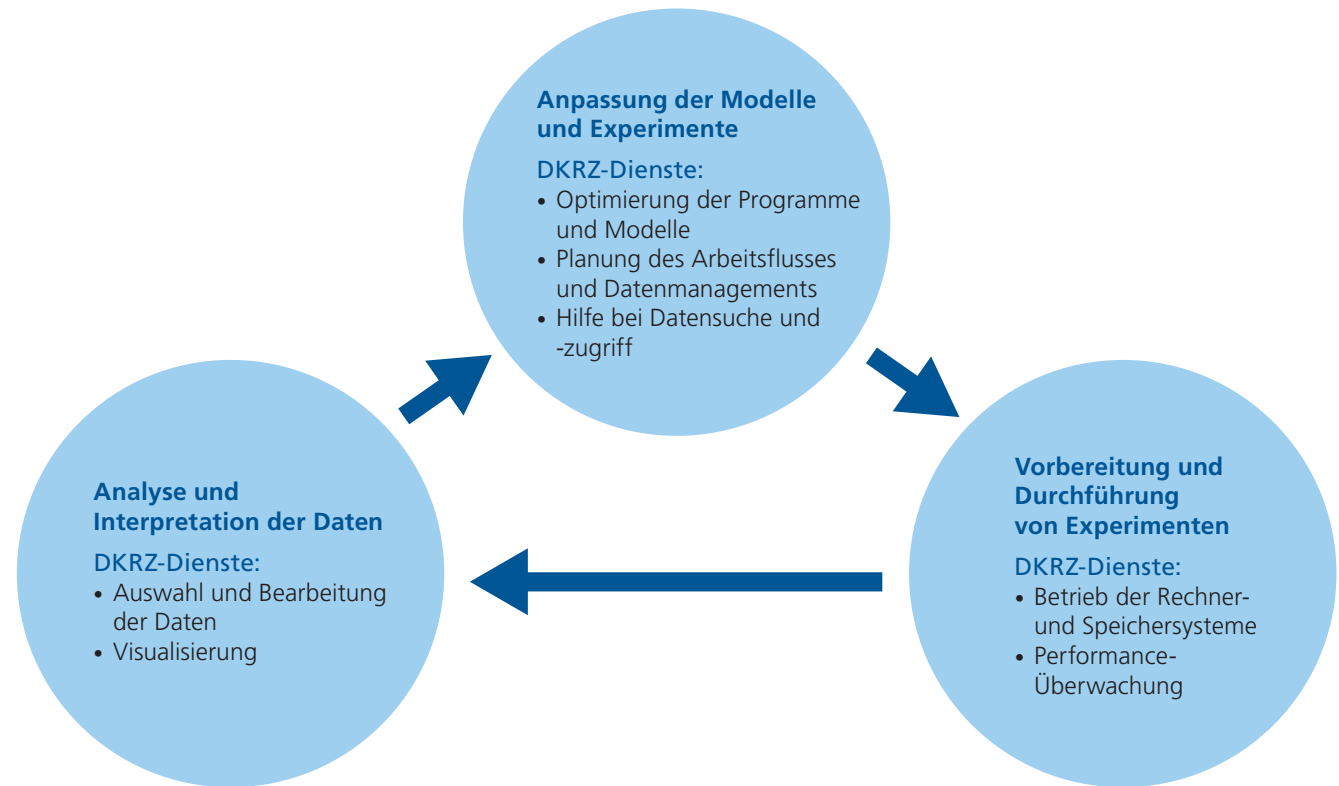 Anpassung der Modelle
und Experimente
DKRZ-Dienste:
• Optimierung der Programme
und Modelle
• Planung des Arbeitsflusses
und Datenmanagements
• Hilfe bei Datensuche und
-zugriff
Analyse und
Interpretation der Daten
DKRZ-Dienste:
• Auswahl und Bearbeitung
der Daten
• Visualisierung
Vorbereitung und
Durchführung
von Experimenten
DKRZ-Dienste:
• Betrieb der Rechner-
und Speichersysteme
• Performance-
Überwachung